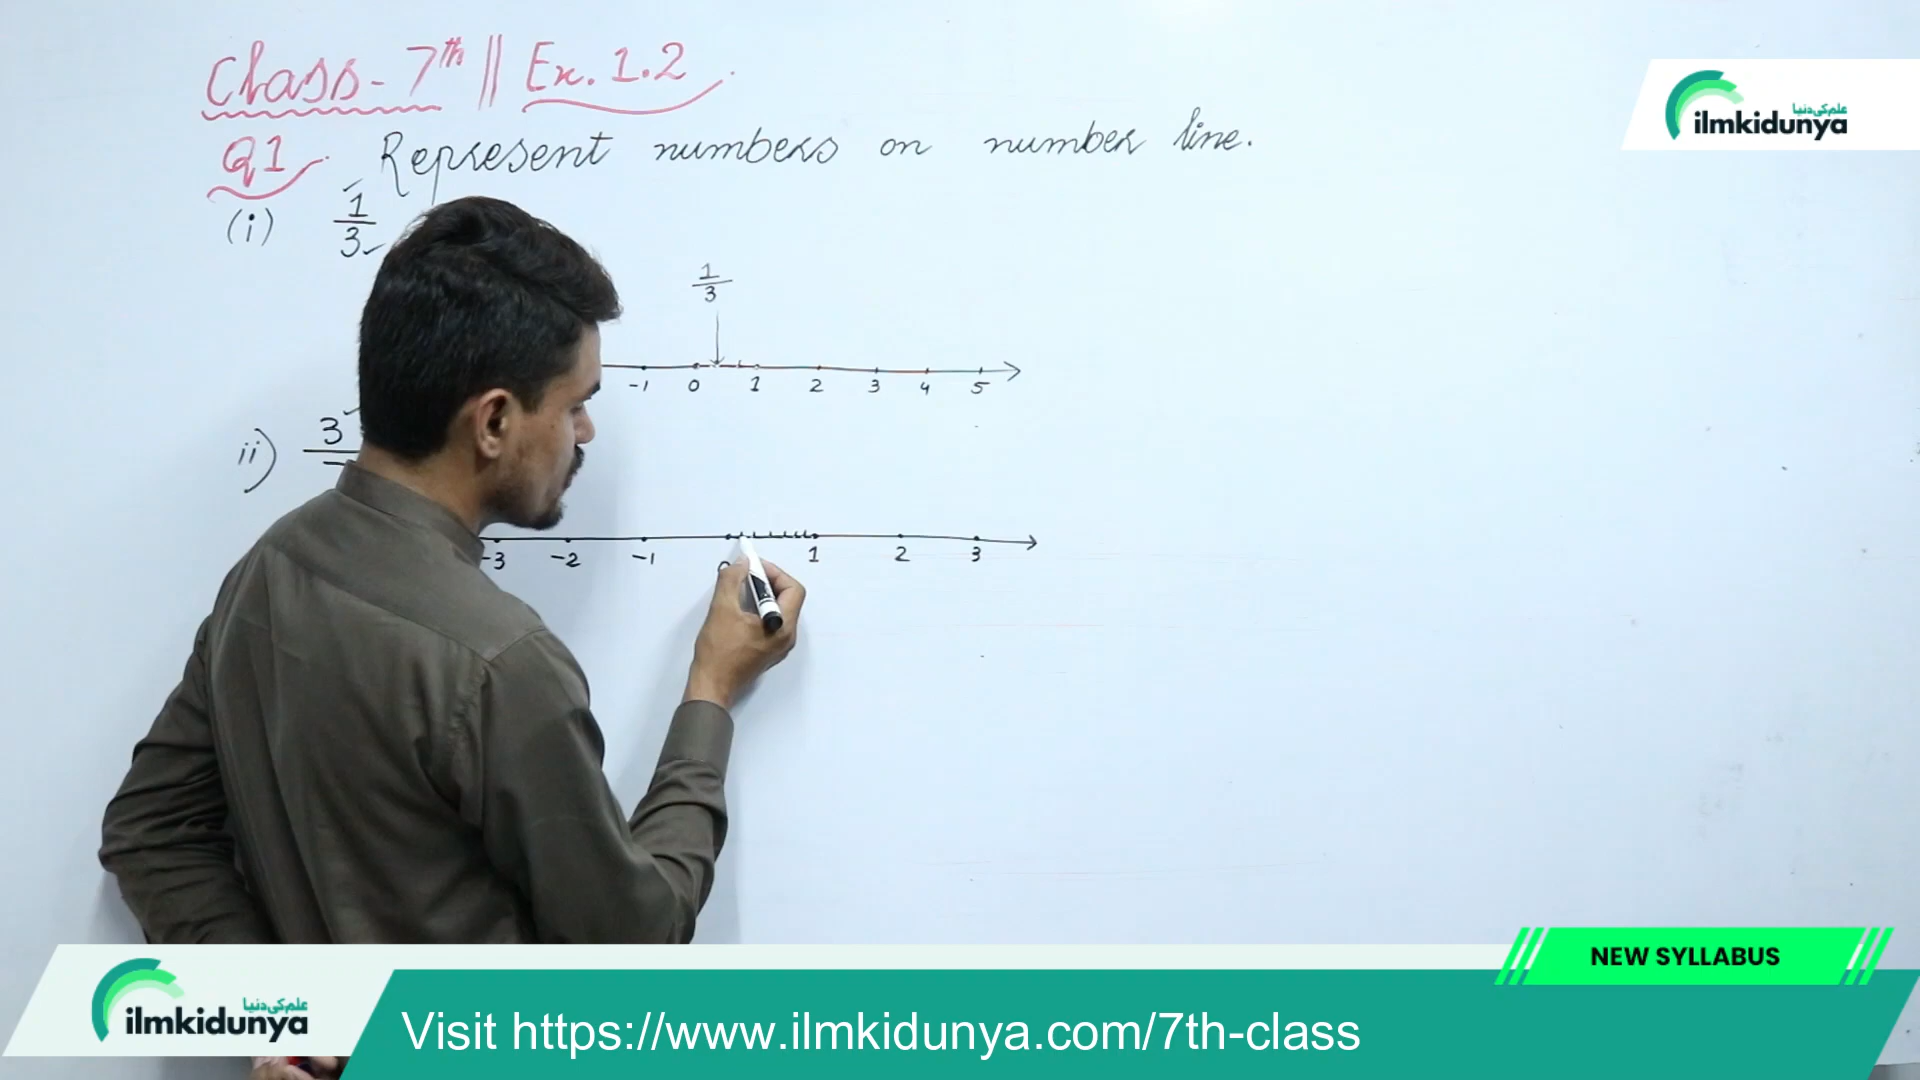 Class-7th || Ex. 1.2
Q1. Represent numbers on number line.
(i) 1/3
1/3
-1 0 1 2 3 4 5
ii) 3
-3 -2 -1 0 1 2 3
علم کی دنیا
ilmkidunya
NEW SYLLABUS
علم کی دنیا
ilmkidunya
Visit https://www.ilmkidunya.com/7th-class